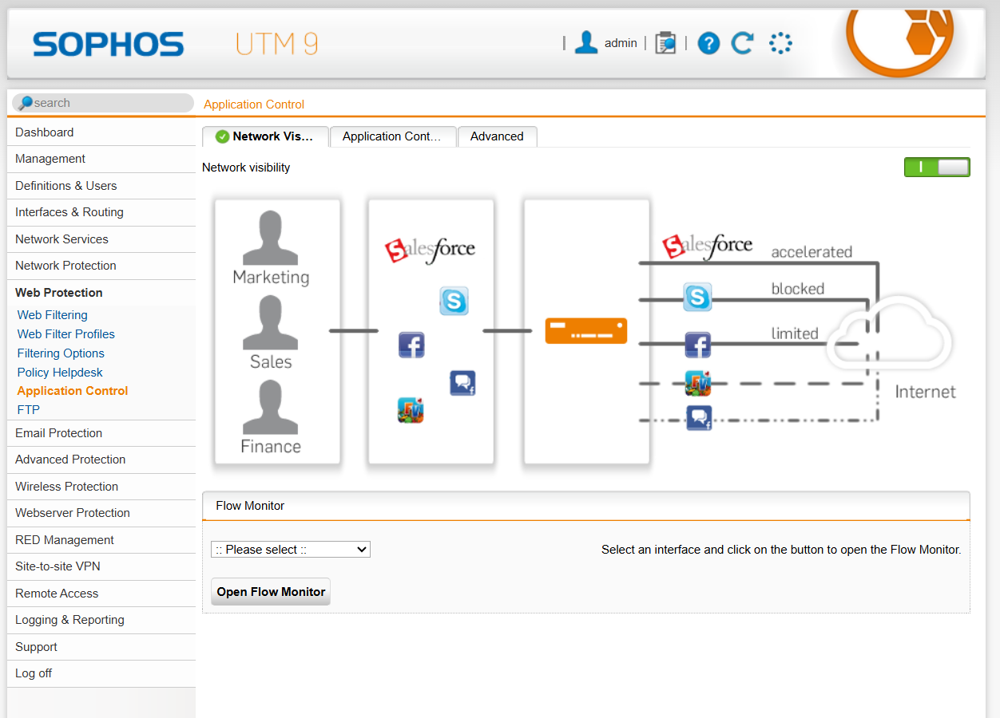 SOPHOS UTM 9 | admin | |
search
Application Control
Dashboard
Management
Definitions & Users
Interfaces & Routing
Network Services
Network Protection
Web Protection
Web Filtering
Web Filter Profiles
Filtering Options
Policy Helpdesk
Application Control
FTP
Email Protection
Advanced Protection
Wireless Protection
Webserver Protection
RED Management
Site-to-site VPN
Remote Access
Logging & Reporting
Support
Log off
Network Vis... Application Cont... Advanced
Network visibility
Marketing
Sales
Finance
Salesforce
Salesforce
accelerated
blocked
limited
Internet
Flow Monitor
:: Please select ::
Select an interface and click on the button to open the Flow Monitor.
Open Flow Monitor